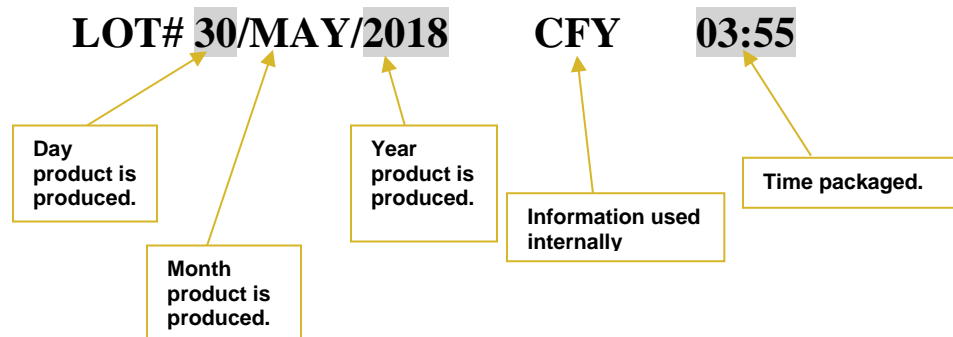 LOT# 30/MAY/2018 CFY 03:55
Day
product is
produced.
Year
product is
produced.
Time packaged.
Information used
internally
Month
product is
produced.